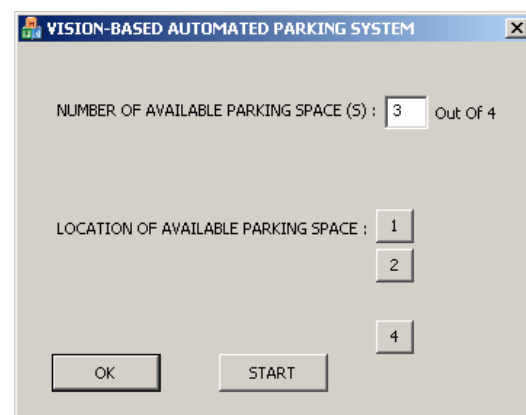 VISION-BASED AUTOMATED PARKING SYSTEM
NUMBER OF AVAILABLE PARKING SPACE (S) : 3 Out Of 4
LOCATION OF AVAILABLE PARKING SPACE : 1
2
4
OK START